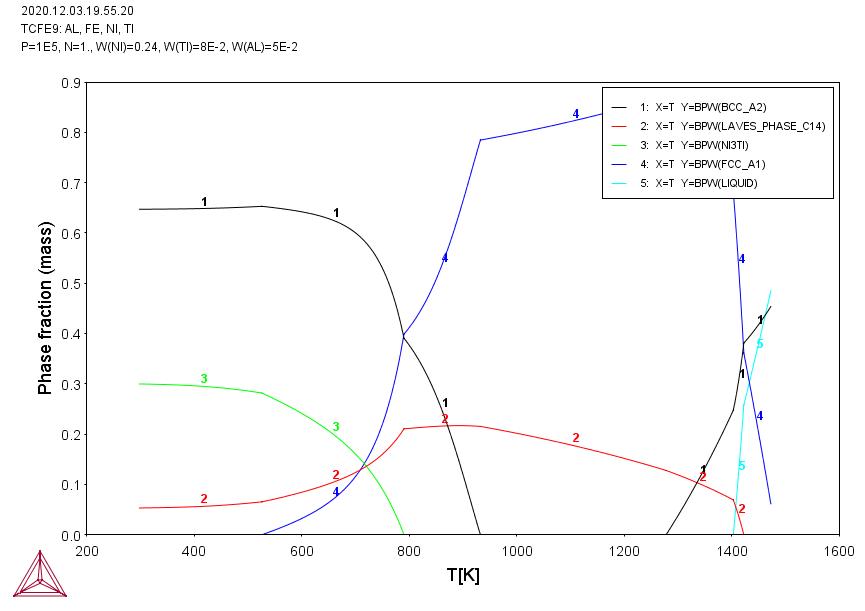 2020.12.03.19.55.20
TCFE9: AL, FE, NI, TI
P=1E5, N=1., W(NI)=0.24, W(TI)=8E-2, W(AL)=5E-2
0.9
0.8
0.7
0.6
0.5
0.4
0.3
0.2
0.1
0.0
Phase fraction (mass)
1: X=T Y=BPW(BCC_A2)
2: X=T Y=BPW(LAVES_PHASE_C14)
3: X=T Y=BPW(NI3TI)
4: X=T Y=BPW(FCC_A1)
5: X=T Y=BPW(LIQUID)
4
1 1 4
4
1
5
3
1
1 2
3
4
2
2
1
2
2 2 4
5
2
200 400 600 800 1000 1200 1400 1600
T[K]